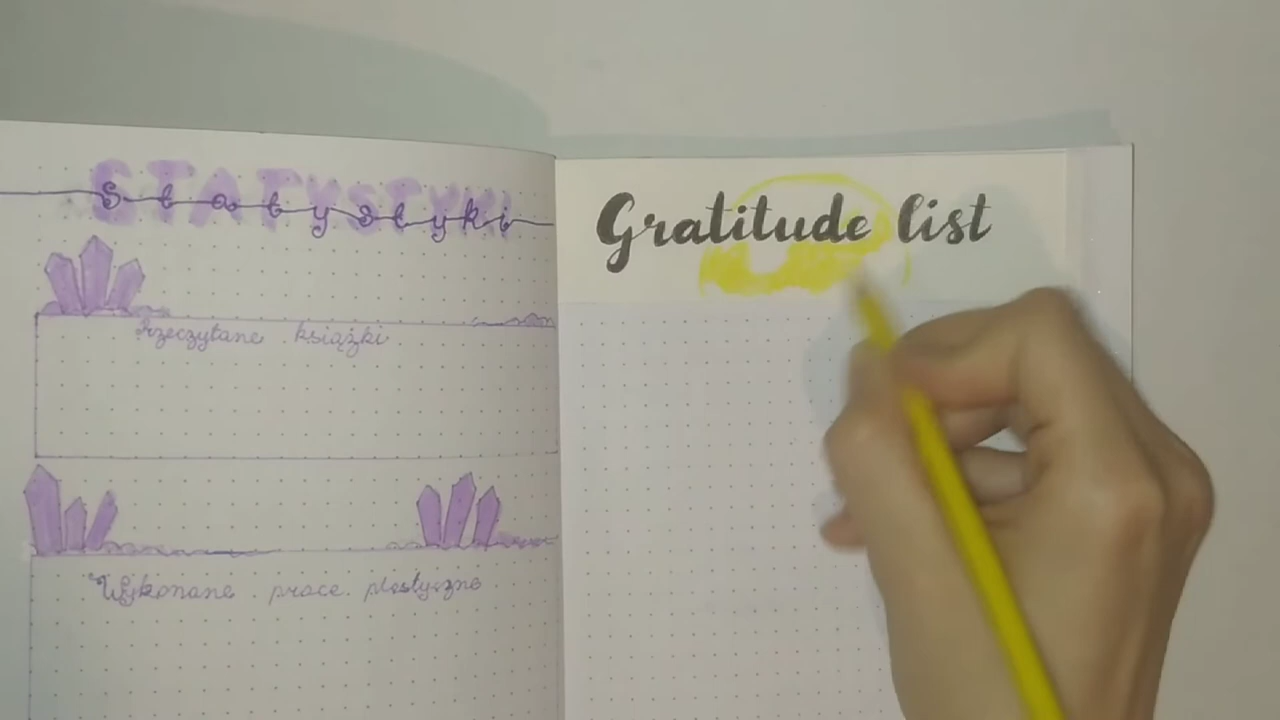 STATYSTYKI
Statystyki
Przeczytane książki
Wykonane prace plastyczne
Gratitude list